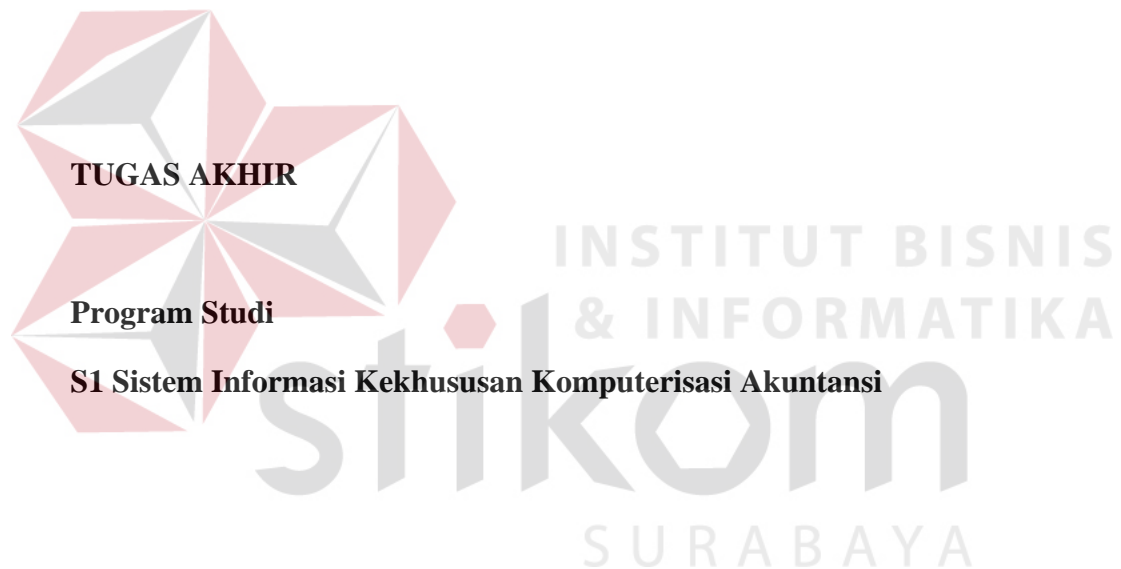 TUGAS AKHIR
INSTITUT BISNIS
Program Studi
& INFORMATIKA
S1 Sistem Informasi Kekhususan Komputerisasi Akuntansi
stikom
SURABAYA